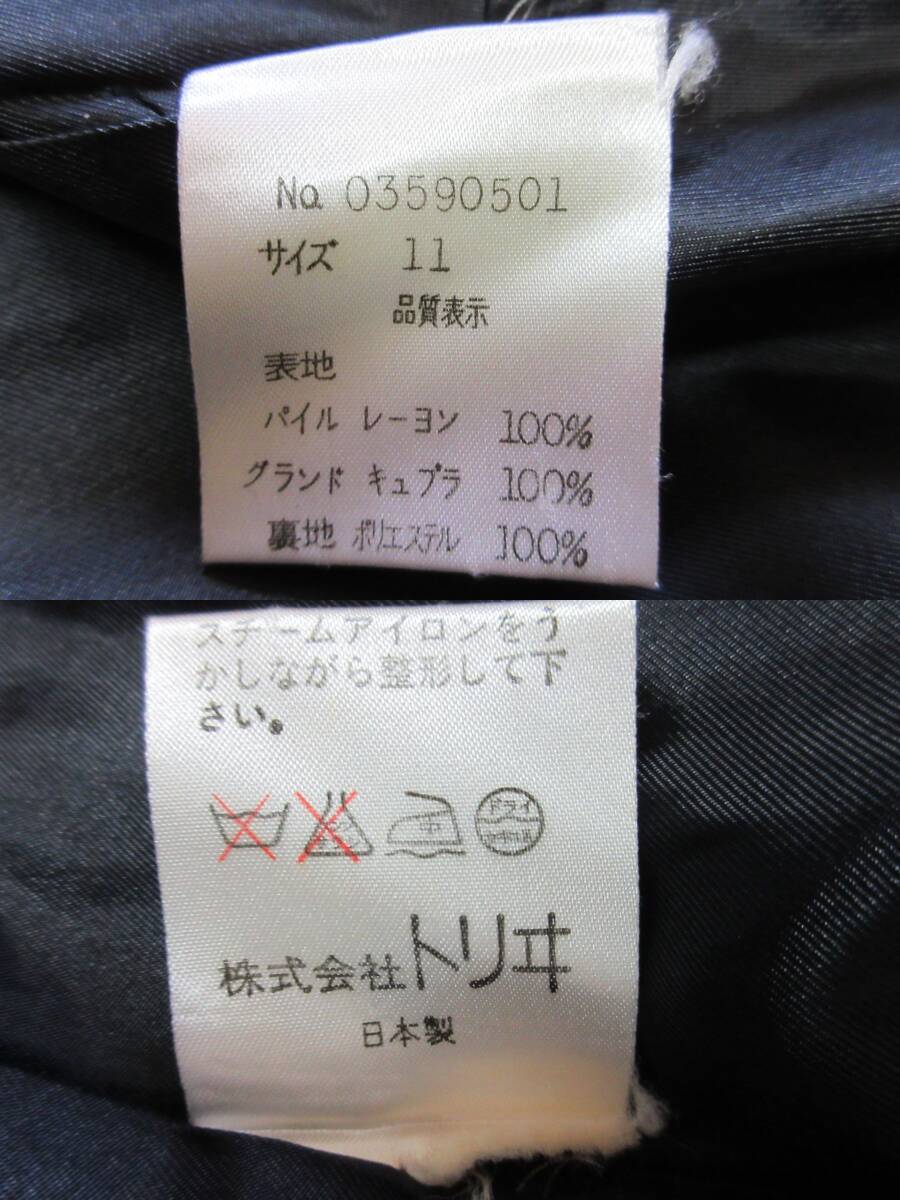 No. 03590501
サイズ 11
品質表示
表地
パイル レーヨン 100%
グランド キュプラ 100%
裏地 ポリエステル 100%
スチームアイロンをう
かしながら整形して下
さい。
中 ドライ
株式会社トリヰ
日本製